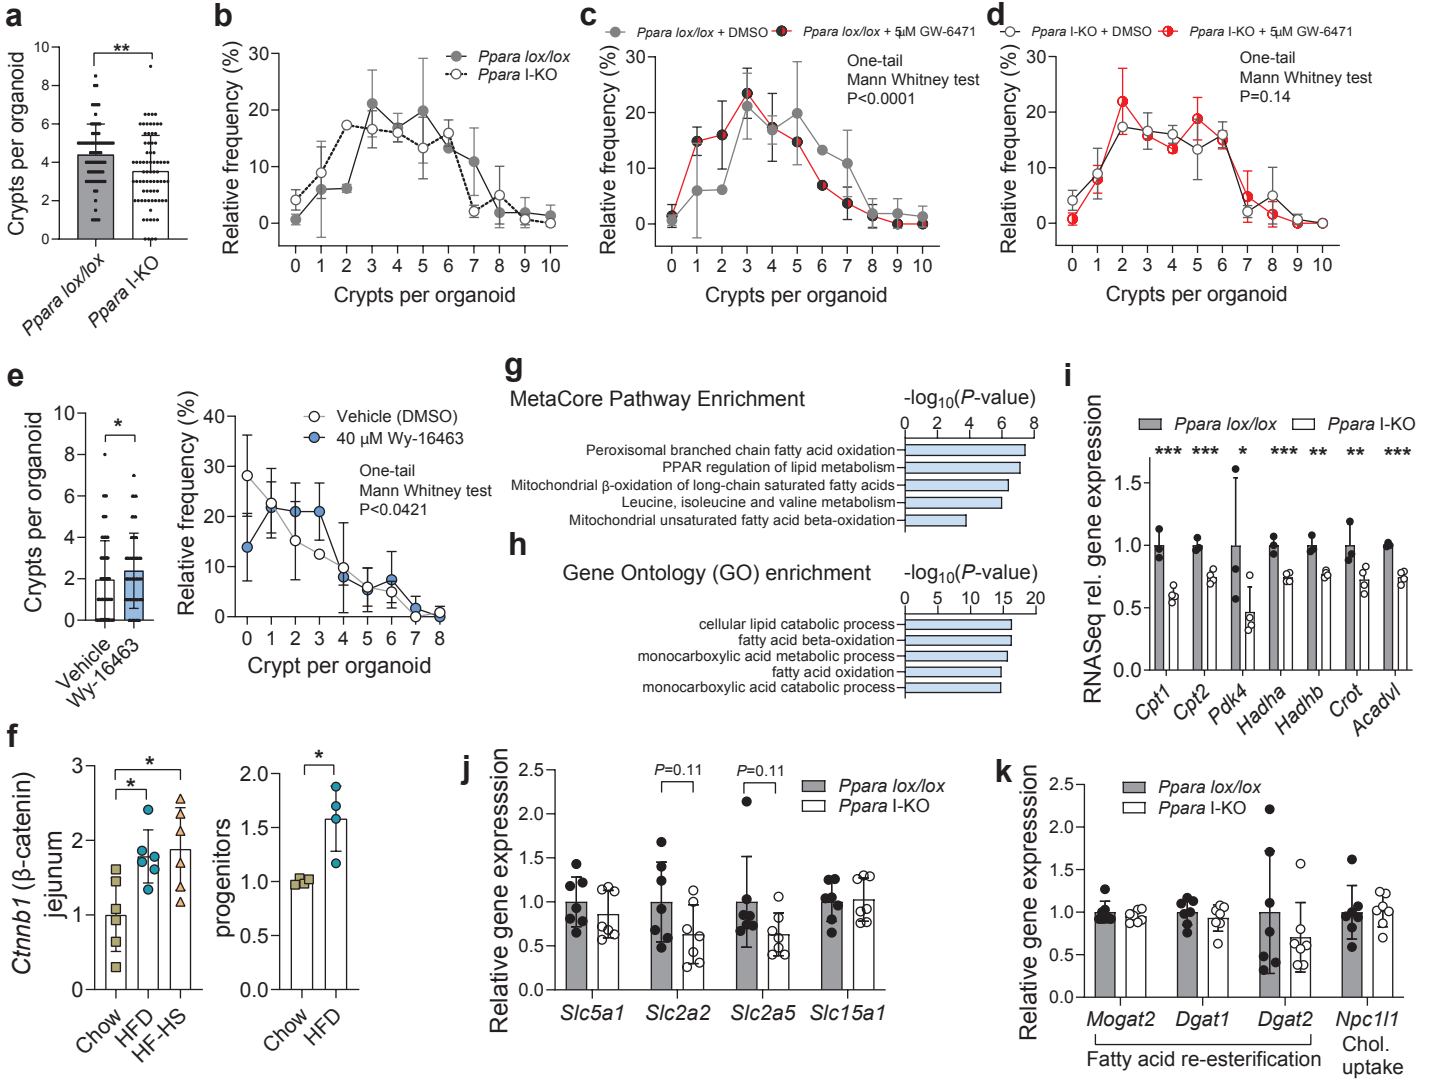 a
**
Crypts per organoid
10
8
6
4
2
0
Ppara lox/lox
Ppara I-KO
b
Relative frequency (%)
30
20
10
0
Ppara lox/lox
Ppara I-KO
0 1 2 3 4 5 6 7 8 9 10
Crypts per organoid
c
Ppara lox/lox + DMSO
Ppara lox/lox + 5μM GW-6471
One-tail
Mann Whitney test
P<0.0001
Relative frequency (%)
30
20
10
0
0 1 2 3 4 5 6 7 8 9 10
Crypts per organoid
d
Ppara I-KO + DMSO
Ppara I-KO + 5μM GW-6471
One-tail
Mann Whitney test
P=0.14
Relative frequency (%)
30
20
10
0
0 1 2 3 4 5 6 7 8 9 10
Crypts per organoid
e
*
Crypts per organoid
10
8
6
4
2
0
Vehicle
Wy-16463
Relative frequency (%)
40
30
20
10
0
Vehicle (DMSO)
40 μM Wy-16463
One-tail
Mann Whitney test
P<0.0421
0 1 2 3 4 5 6 7 8
Crypt per organoid
f
Ctnnb1 (β-catenin)
jejunum
3
2
1
0
*
*
Chow
HFD
HF-HS
progenitors
2.0
1.5
1.0
0.5
0.0
*
Chow
HFD
g
MetaCore Pathway Enrichment
-log10(P-value)
0 2 4 6 8
Peroxisomal branched chain fatty acid oxidation
PPAR regulation of lipid metabolism
Mitochondrial β-oxidation of long-chain saturated fatty acids
Leucine, isoleucine and valine metabolism
Mitochondrial unsaturated fatty acid beta-oxidation
h
Gene Ontology (GO) enrichment
-log10(P-value)
0 5 10 15 20
cellular lipid catabolic process
fatty acid beta-oxidation
monocarboxylic acid metabolic process
fatty acid oxidation
monocarboxylic acid catabolic process
i
RNASeq rel. gene expression
Ppara lox/lox
Ppara I-KO
*** *** * *** ** ** ***
1.5
1.0
0.5
0.0
Cpt1
Cpt2
Pdk4
Hadha
Hadhb
Crot
Acadvl
j
Relative gene expresssion
2.5
2.0
1.5
1.0
0.5
0.0
P=0.11
P=0.11
Ppara lox/lox
Ppara I-KO
Slc5a1 Slc2a2 Slc2a5 Slc15a1
k
Relative gene expresssion
2.5
2.0
1.5
1.0
0.5
0.0
Ppara lox/lox
Ppara I-KO
Mogat2 Dgat1 Dgat2 Npc1l1
Fatty acid re-esterification
Chol.
uptake